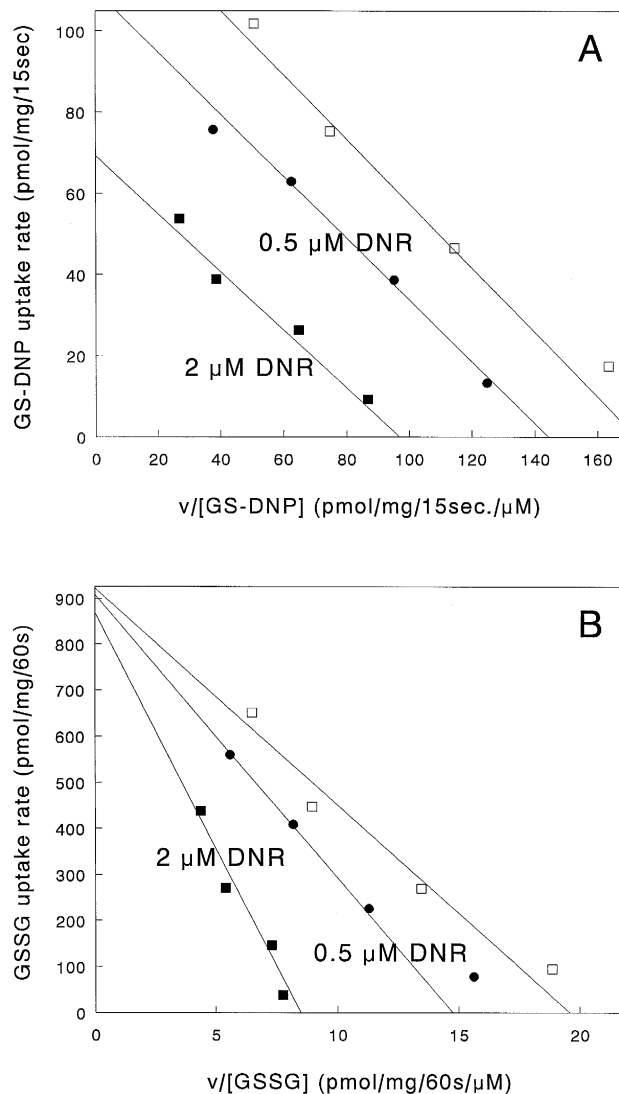 A
GS-DNP uptake rate (pmol/mg/15sec)
100
80
60
40
20
0
0.5 µM DNR
2 µM DNR
0 20 40 60 80 100 120 140 160
v/[GS-DNP] (pmol/mg/15sec./µM)
B
GSSG uptake rate (pmol/mg/60s)
900
800
700
600
500
400
300
200
100
0
2 µM DNR
0.5 µM DNR
0 5 10 15 20
v/[GSSG] (pmol/mg/60s/µM)